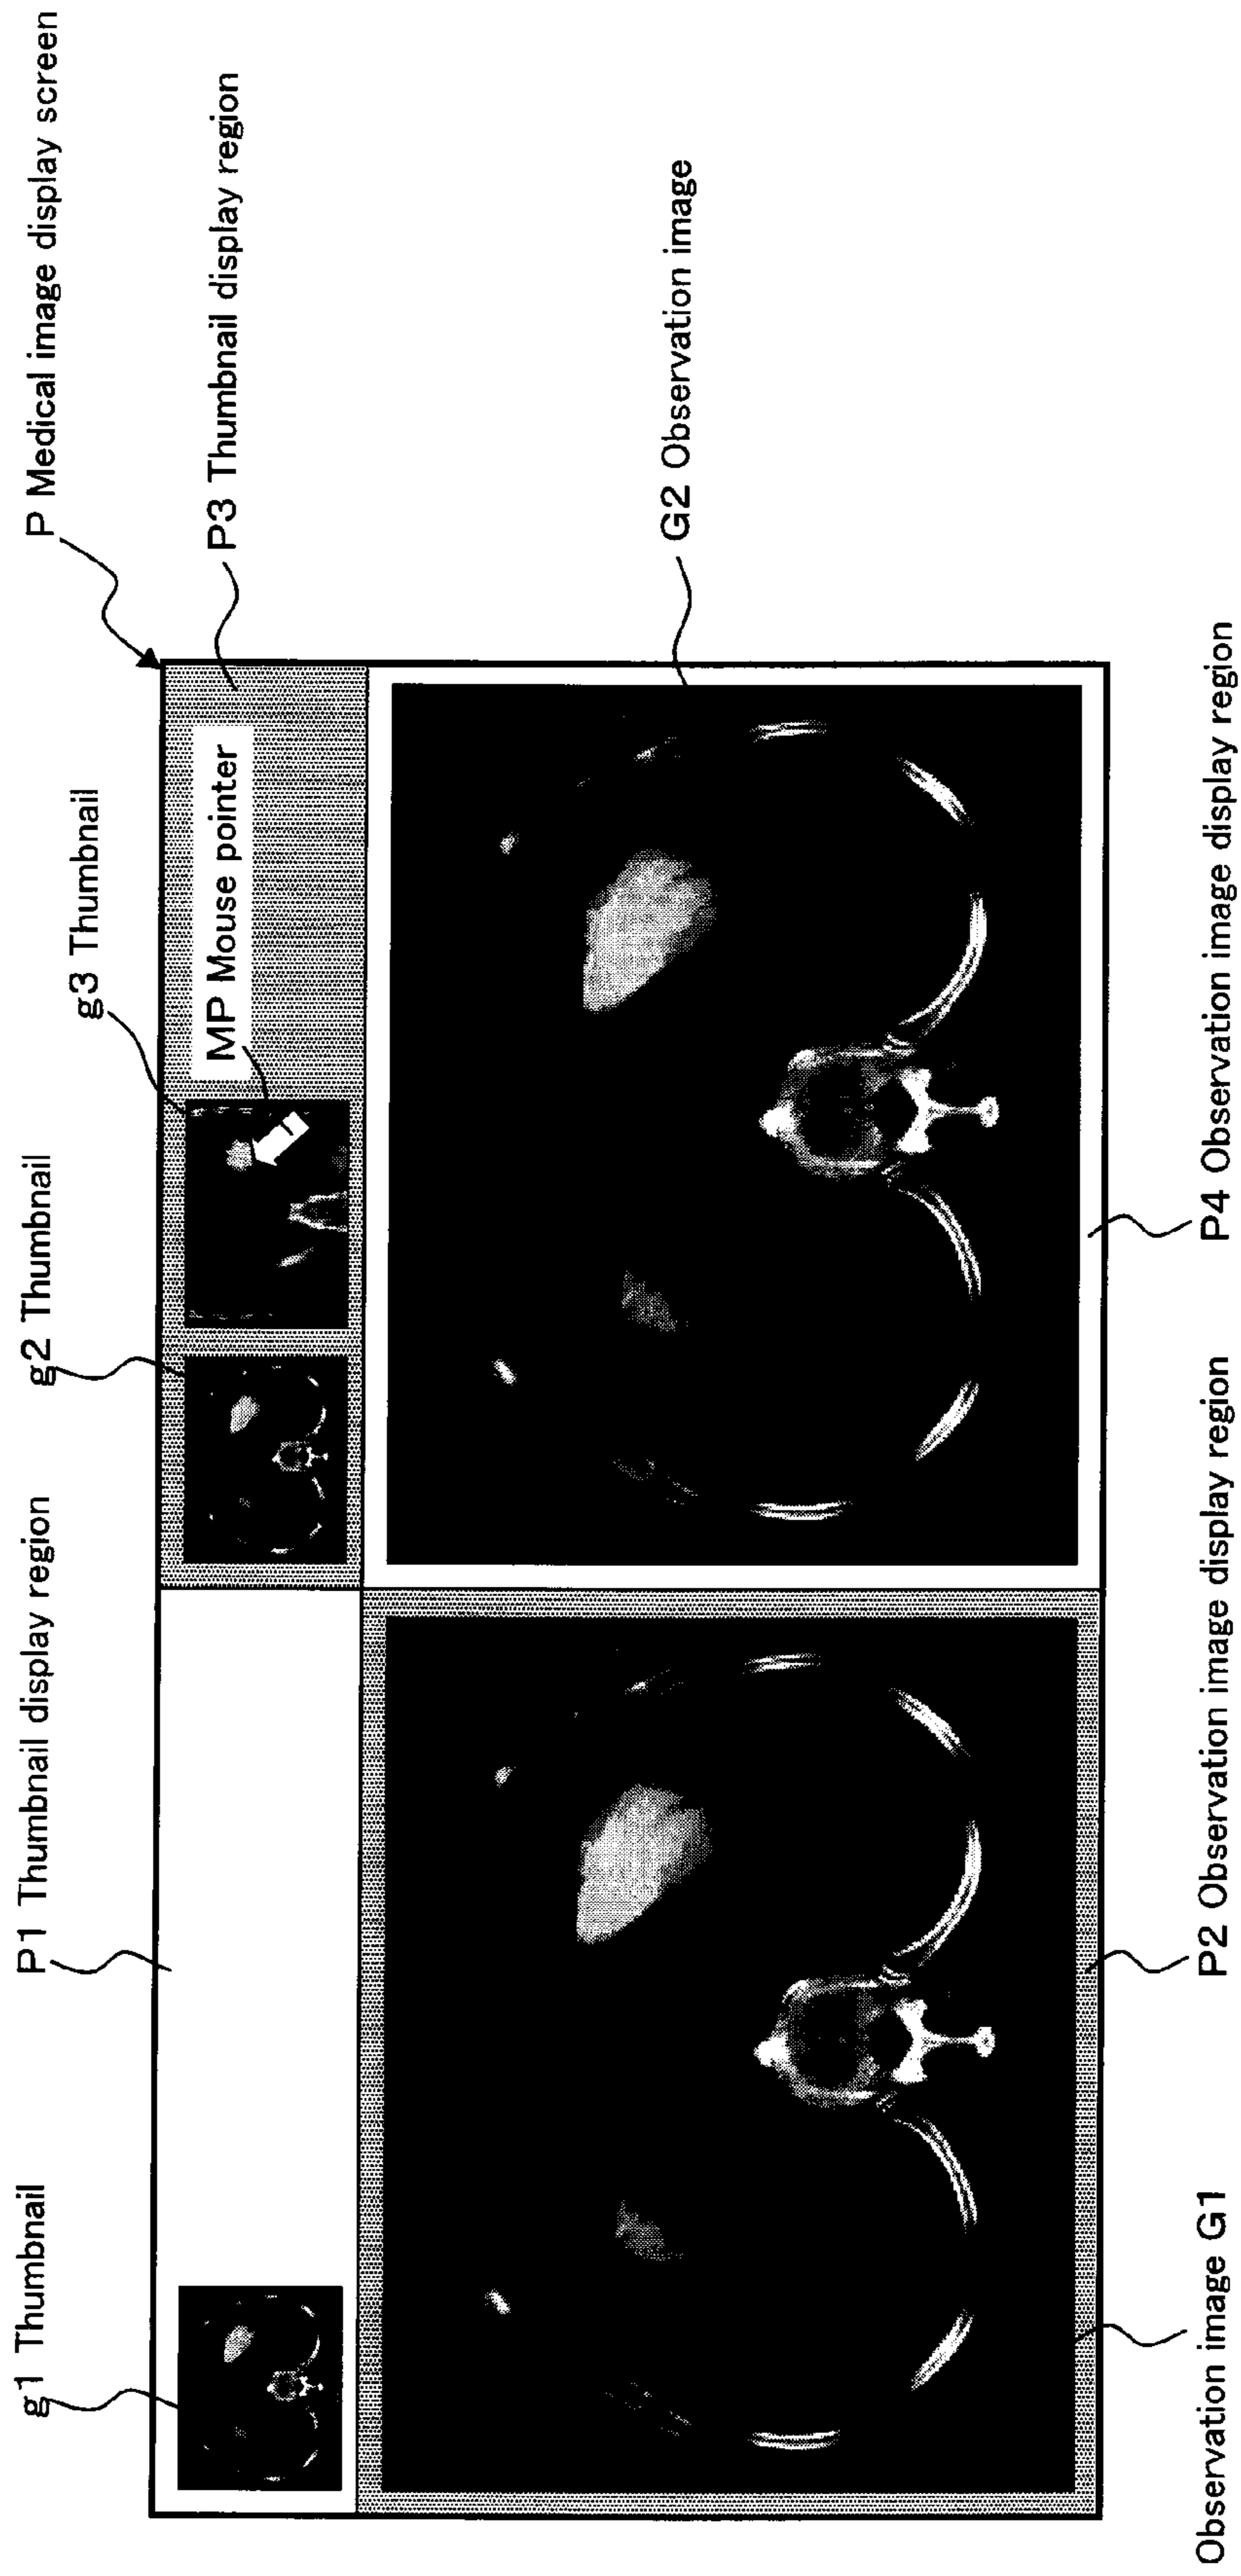 P Medical image display screen
P3 Thumbnail display region
g3 Thumbnail
MP Mouse pointer
g2 Thumbnail
P1 Thumbnail display region
g1 Thumbnail
G2 Observation image
P4 Observation image display region
P2 Observation image display region
Observation image G1